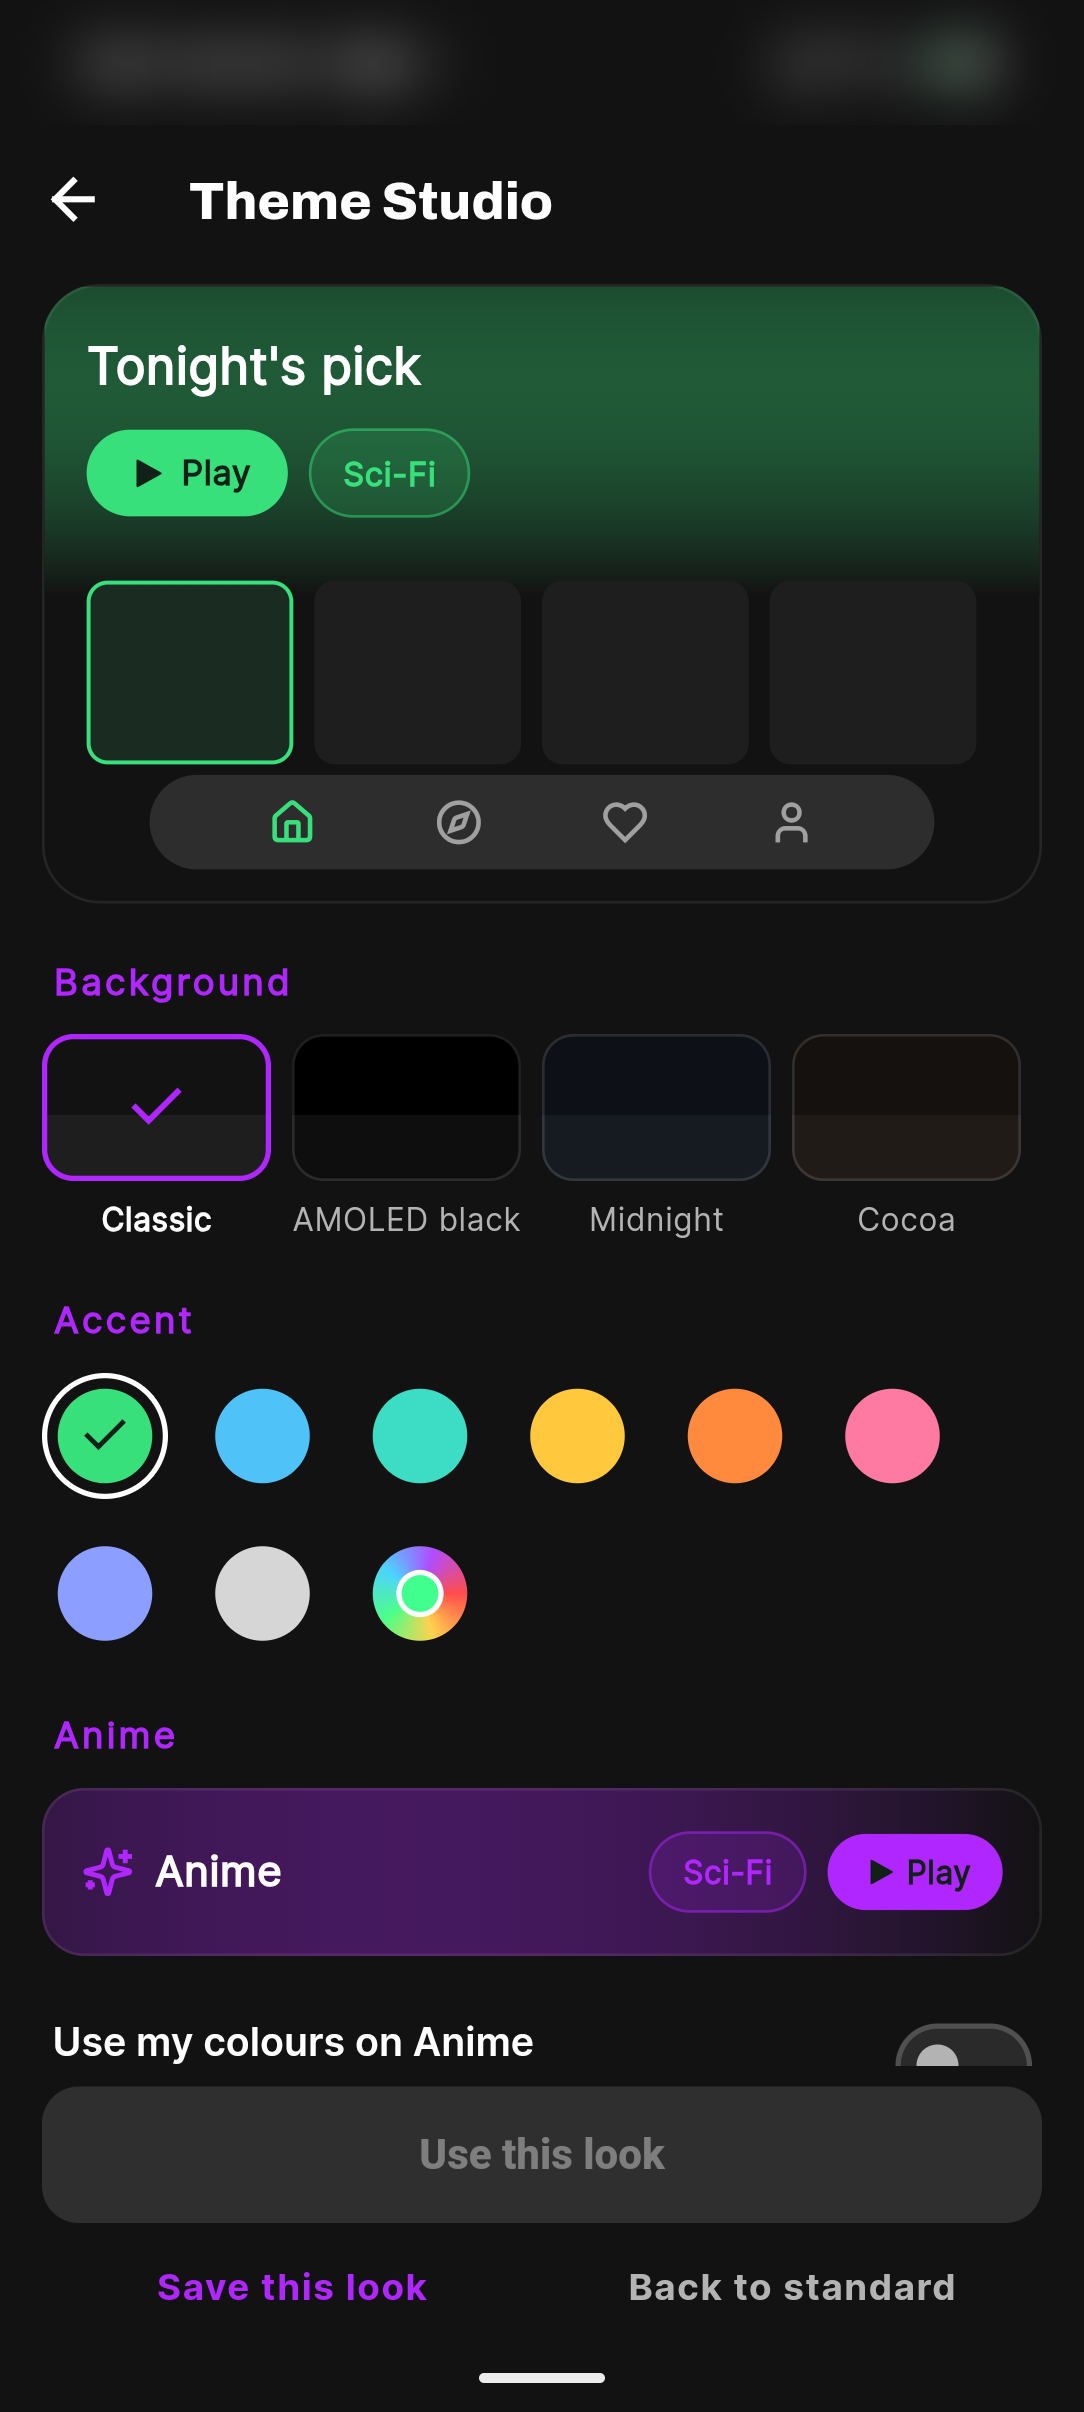 Theme Studio
Tonight's pick
Play
Sci-Fi
Background
Classic
AMOLED black
Midnight
Cocoa
Accent
Anime
Anime
Sci-Fi
Play
Use my colours on Anime
Use this look
Save this look
Back to standard